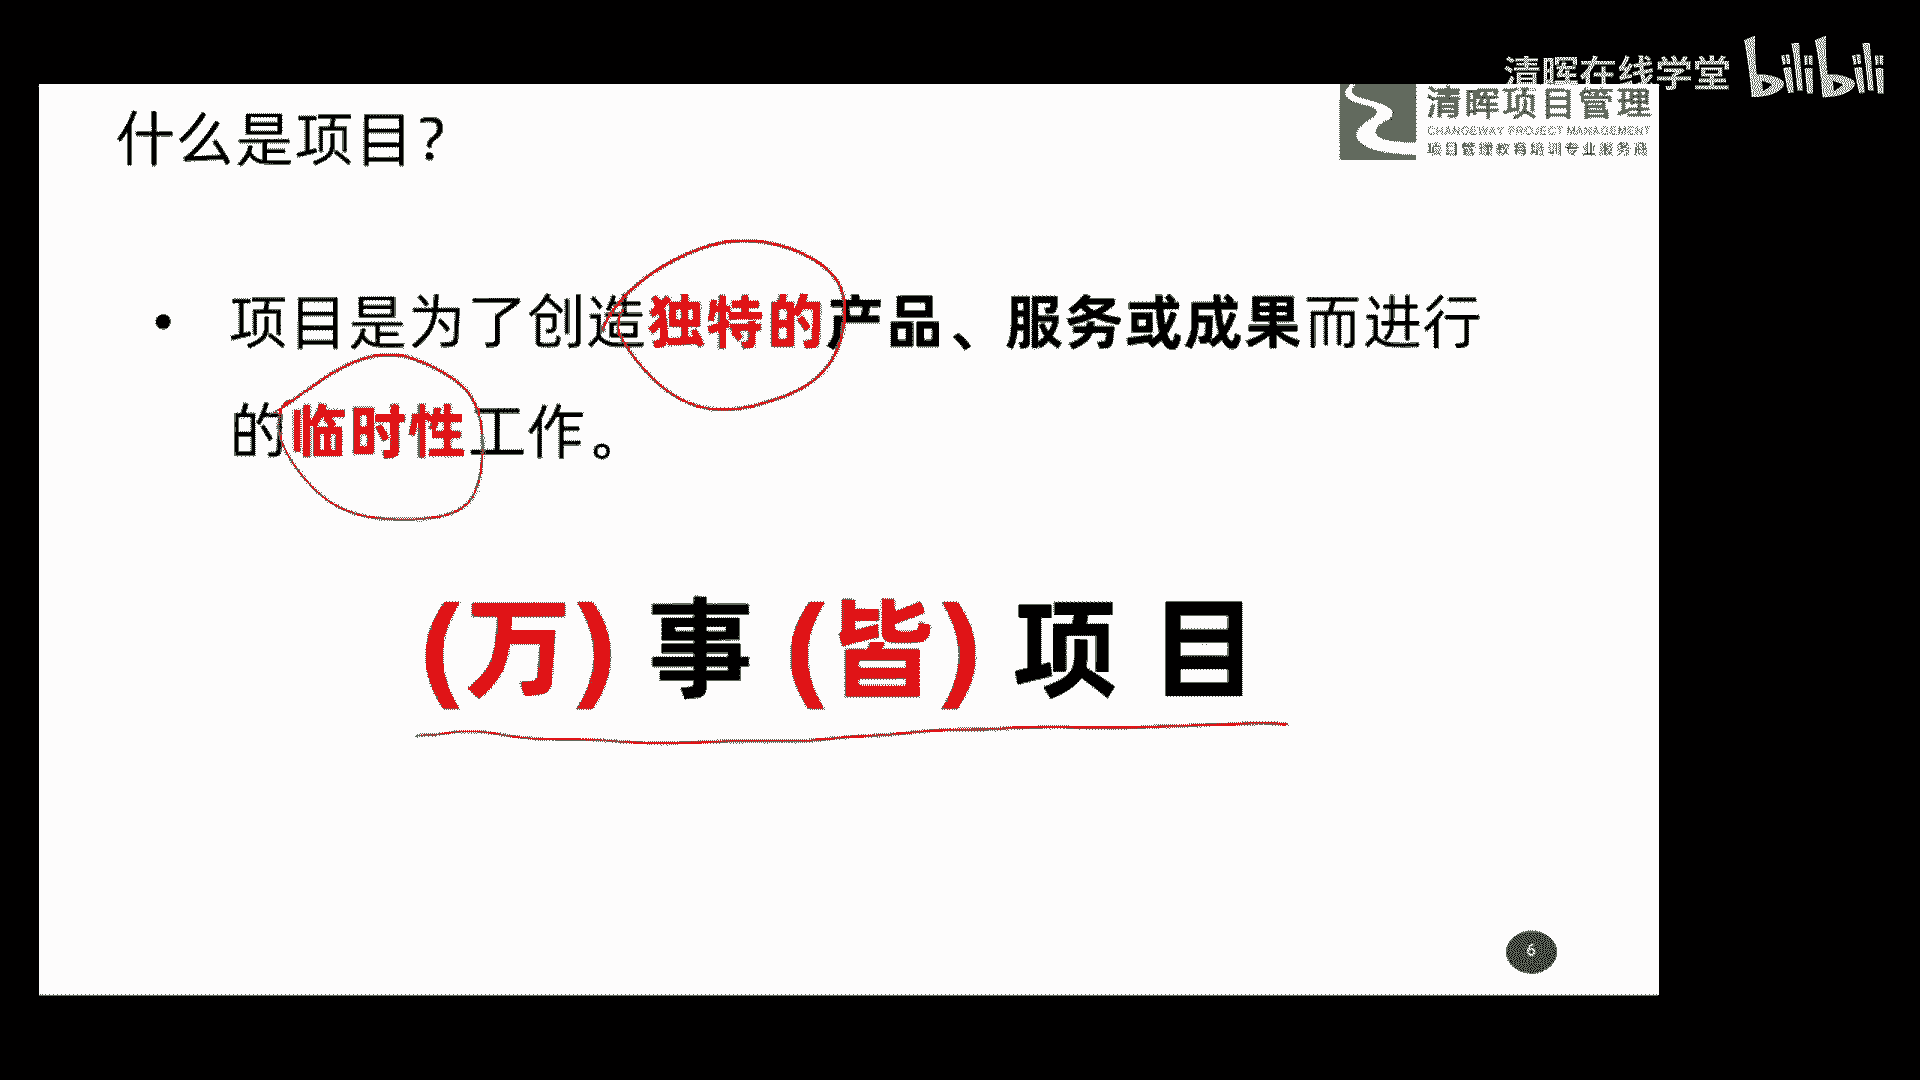 清晖在线学堂 bilibili
什么是项目?
清晖项目管理
CHANGEWAY PROJECT MANAGEMENT
项目管理教育培训专业服务商
• 项目是为了创造独特的产品、服务或成果而进行
的临时性工作。
(万) 事 (皆) 项 目
6